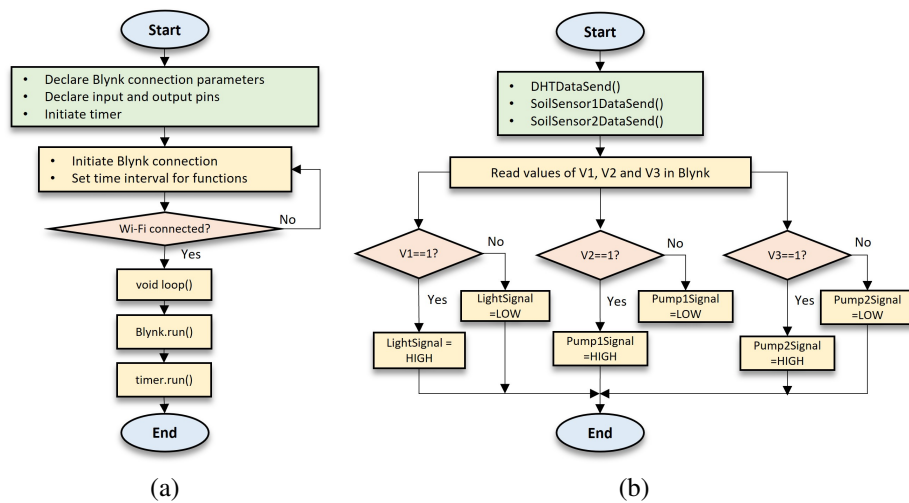 Start
• Declare Blynk connection parameters
• Declare input and output pins
• Initiate timer
• Initiate Blynk connection
• Set time interval for functions
Wi-Fi connected?
No
Yes
void loop()
Blynk.run()
timer.run()
End
(a)
Start
• DHTDataSend()
• SoilSensor1DataSend()
• SoilSensor2DataSend()
Read values of V1, V2 and V3 in Blynk
V1==1?
No
Yes
LightSignal
=LOW
LightSignal =
HIGH
V2==1?
No
Yes
Pump1Signal
=LOW
Pump1Signal
=HIGH
V3==1?
No
Yes
Pump2Signal
=LOW
Pump2Signal
=HIGH
End
(b)